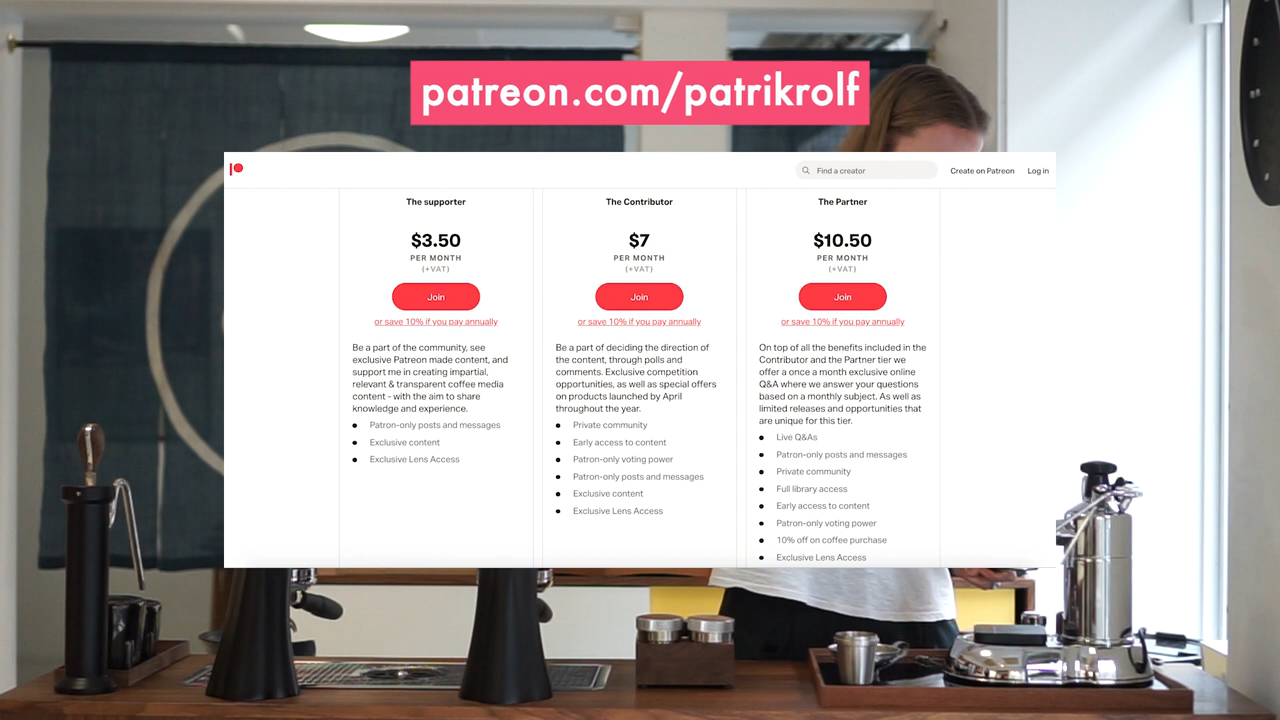 patreon.com/patrikrolf
Find a creator
Create on Patreon
Log in
The supporter
$3.50
PER MONTH
(+VAT)
Join
or save 10% if you pay annually
Be a part of the community, see
exclusive Patreon made content, and
support me in creating impartial,
relevant & transparent coffee media
content - with the aim to share
knowledge and experience.
Patron-only posts and messages
Exclusive content
Exclusive Lens Access
The Contributor
$7
PER MONTH
(+VAT)
Join
or save 10% if you pay annually
Be a part of deciding the direction of
the content, through polls and
comments. Exclusive competition
opportunities, as well as special offers
on products launched by April
throughout the year.
Private community
Early access to content
Patron-only voting power
Patron-only posts and messages
Exclusive content
Exclusive Lens Access
The Partner
$10.50
PER MONTH
(+VAT)
Join
or save 10% if you pay annually
On top of all the benefits included in the
Contributor and the Partner tier we
offer a once a month exclusive online
Q&A where we answer your questions
based on a monthly subject. As well as
limited releases and opportunities that
are unique for this tier.
Live Q&As
Patron-only posts and messages
Private community
Full library access
Early access to content
Patron-only voting power
10% off on coffee purchase
Exclusive Lens Access